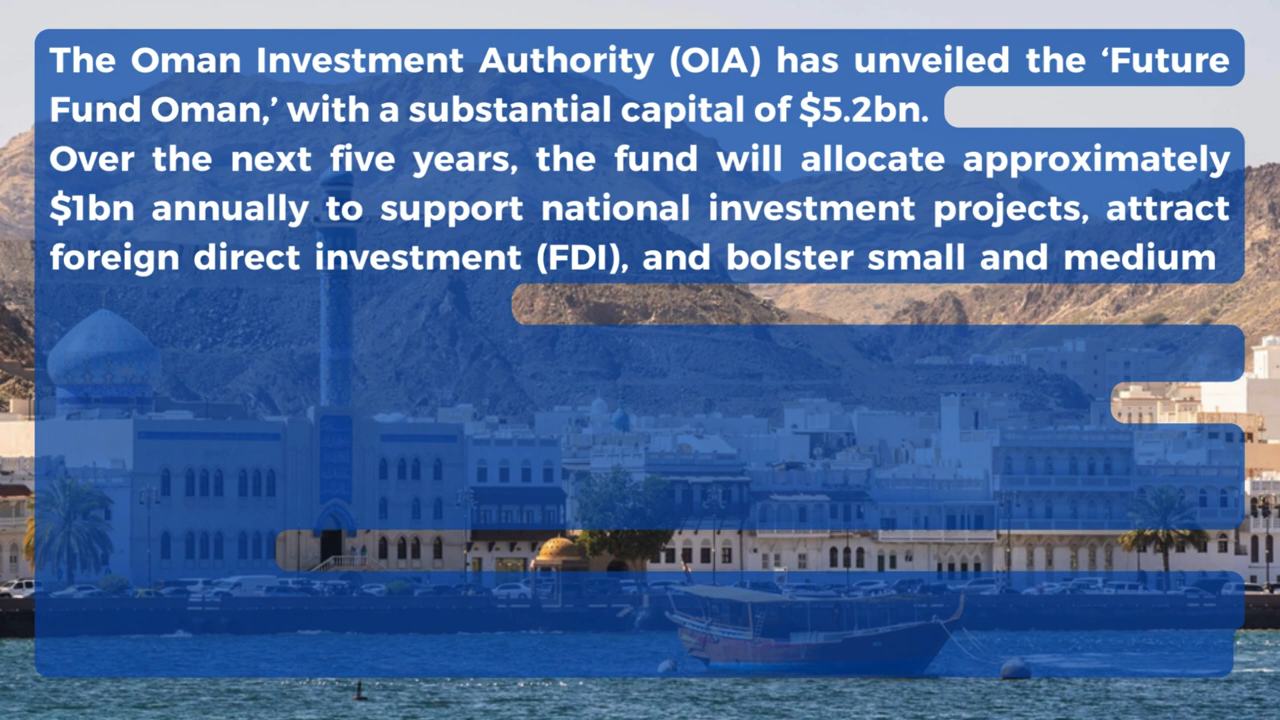 The Oman Investment Authority (OIA) has unveiled the ‘Future
Fund Oman,’ with a substantial capital of $5.2bn.
Over the next five years, the fund will allocate approximately
$1bn annually to support national investment projects, attract
foreign direct investment (FDI), and bolster small and medium